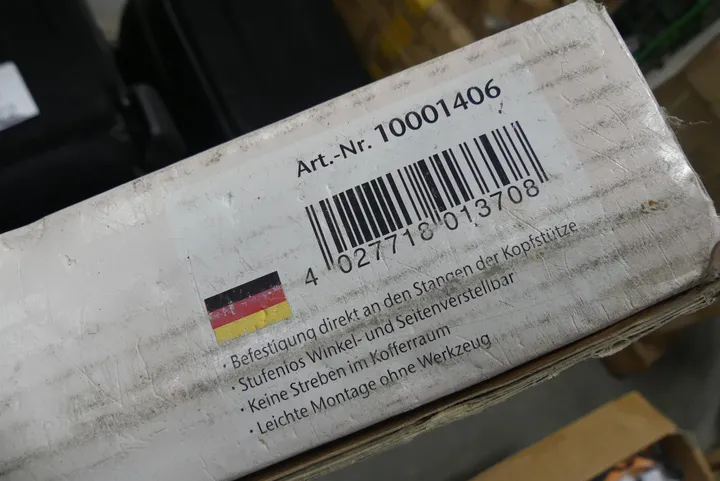 Art.-Nr. 10001406
4 027718 013708
· Befestigung direkt an den Stangen der Kopfstütze
· Stufenlos Winkel- und Seitenverstellbar
· Keine Streben im Kofferraum
· Leichte Montage ohne Werkzeug